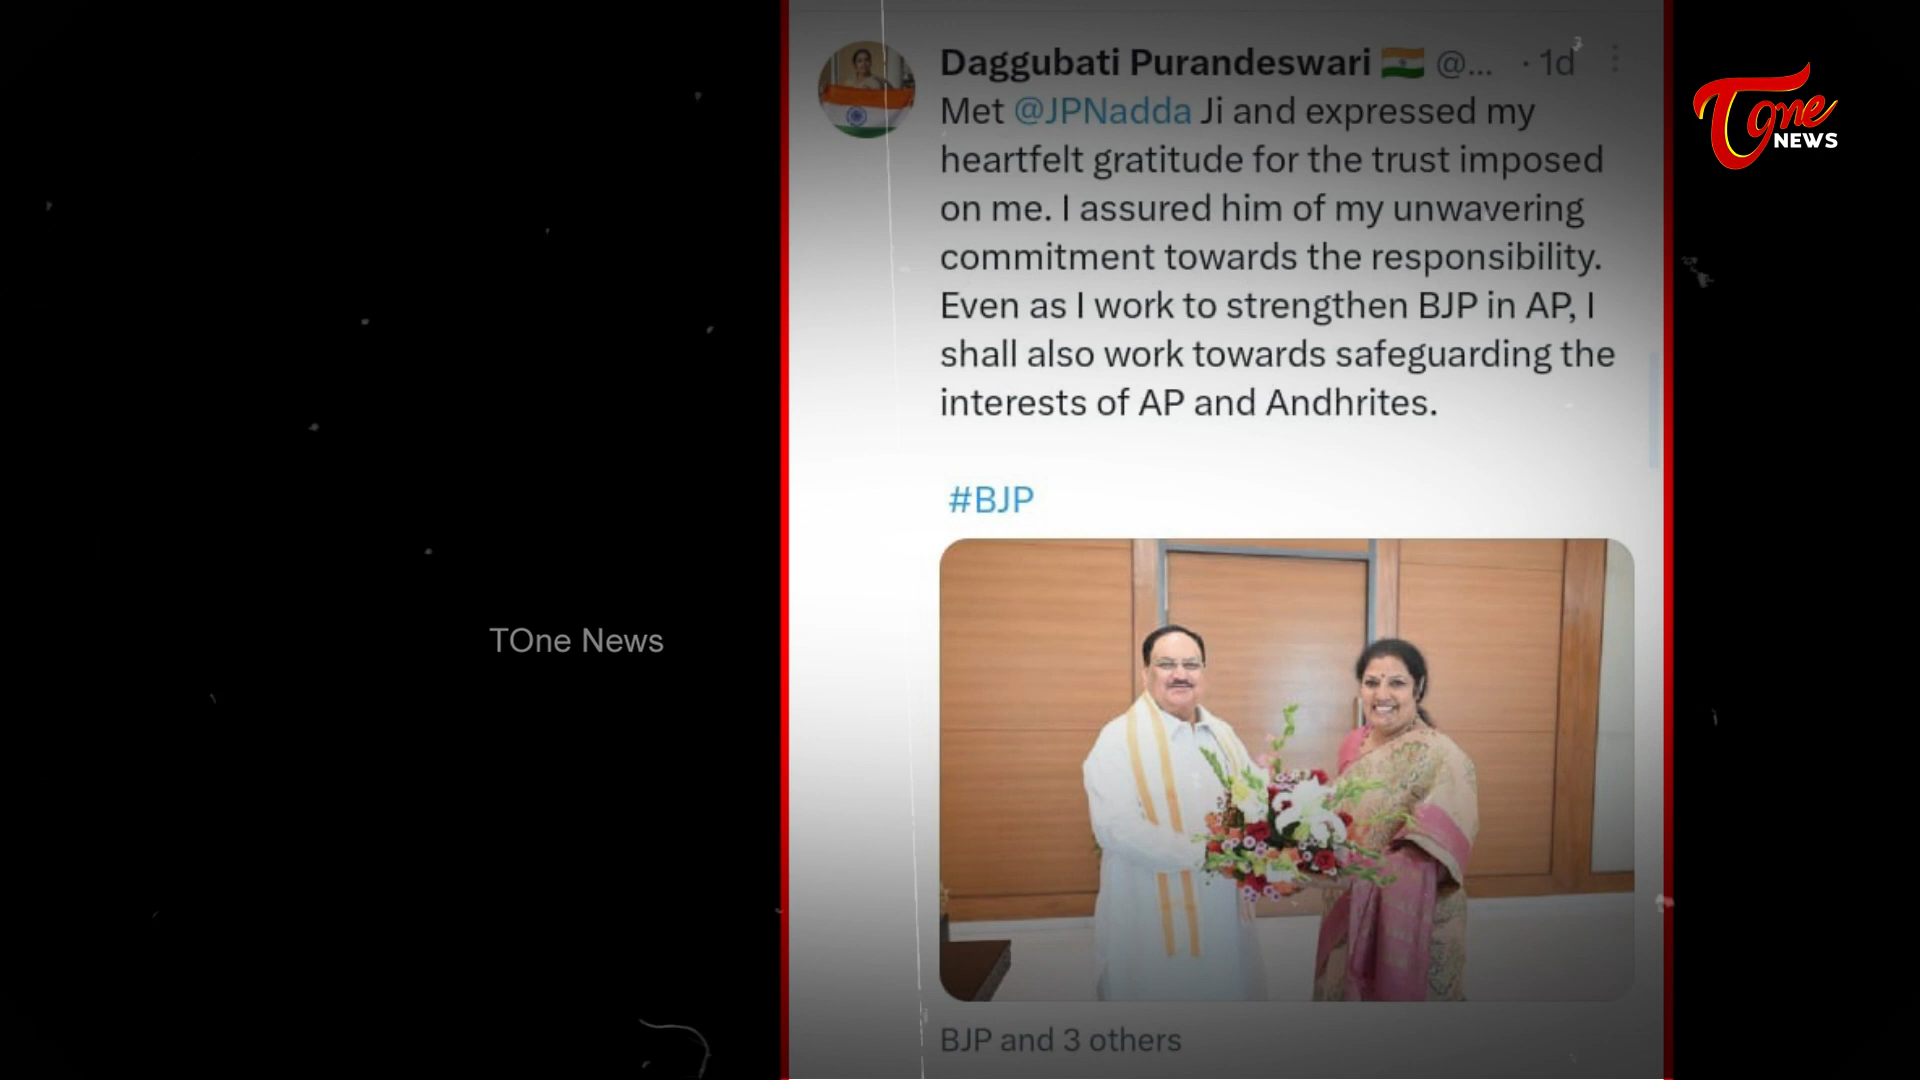 Daggubati Purandeswari 🇮🇳 @... · 1d
Met @JPNadda Ji and expressed my
heartfelt gratitude for the trust imposed
on me. I assured him of my unwavering
commitment towards the responsibility.
Even as I work to strengthen BJP in AP, I
shall also work towards safeguarding the
interests of AP and Andhrites.
#BJP
BJP and 3 others
TOne News
TOne
NEWS